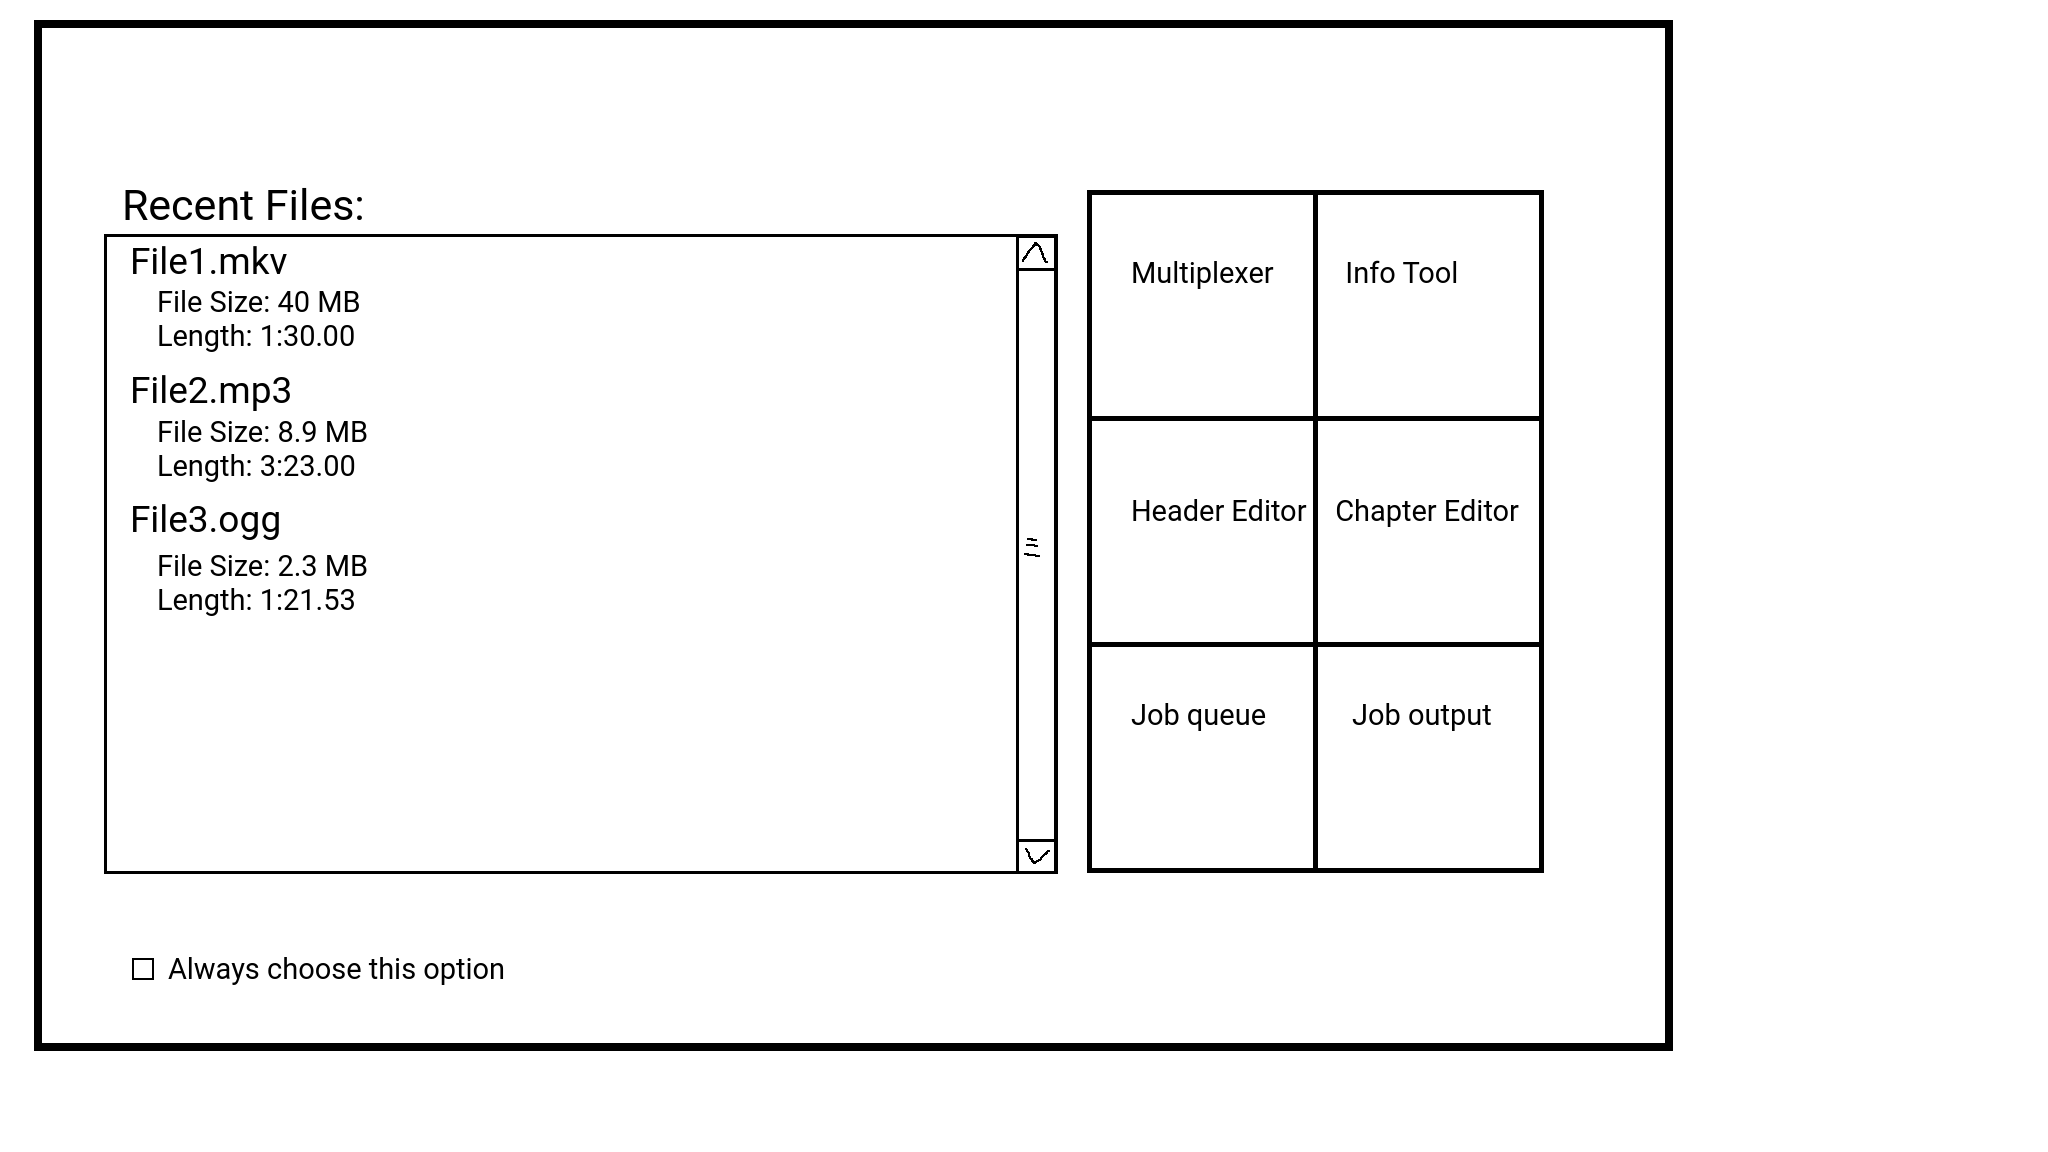 Recent Files:
File1.mkv
File Size: 40 MB
Length: 1:30.00
File2.mp3
File Size: 8.9 MB
Length: 3:23.00
File3.ogg
File Size: 2.3 MB
Length: 1:21.53
Multiplexer
Info Tool
Header Editor
Chapter Editor
Job queue
Job output
Always choose this option